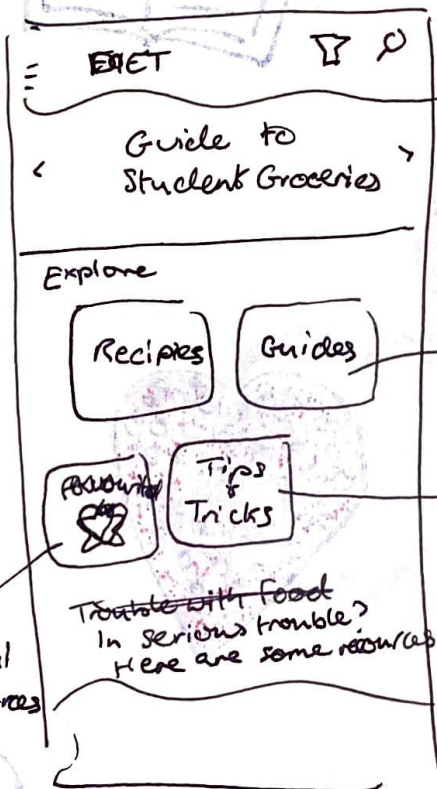 Guide to
Student Groceries
Explore
Recipies
Guides
Tips
&
Tricks
Trouble with Food
In serious trouble?
Here are some resources